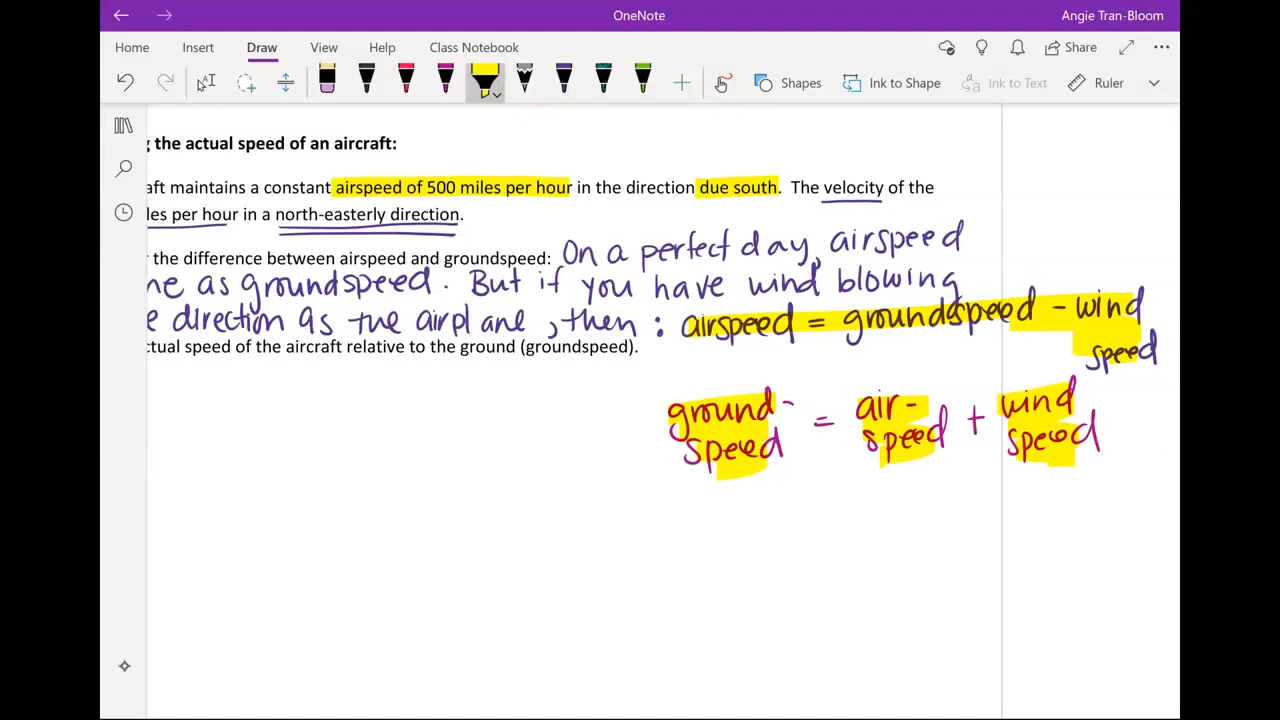 OneNote
Angie Tran-Bloom
Home Insert Draw View Help Class Notebook Share
Shapes Ink to Shape Ink to Text Ruler
the actual speed of an aircraft:
aft maintains a constant airspeed of 500 miles per hour in the direction due south. The velocity of the
les per hour in a north-easterly direction.
r the difference between airspeed and groundspeed: On a perfect day, airspeed
me as groundspeed. But if you have wind blowing
e direction as the airplane, then : airspeed = groundspeed - wind
speed
ctual speed of the aircraft relative to the ground (groundspeed).
ground- = air- + wind
speed speed speed